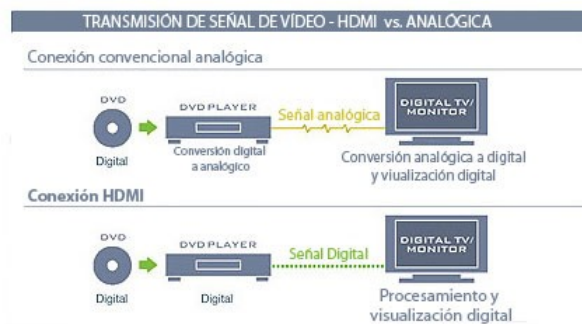 TRANSMISIÓN DE SEÑAL DE VÍDEO - HDMI vs. ANALÓGICA
Conexión convencional analógica
DVD
Digital
DVD PLAYER
Conversión digital
a analógico
Señal analógica
DIGITAL TV/
MONITOR
Conversión analógica a digital
y viualización digital
Conexión HDMI
DVD
Digital
DVD PLAYER
Digital
Señal Digital
DIGITAL TV/
MONITOR
Procesamiento y
visualización digital